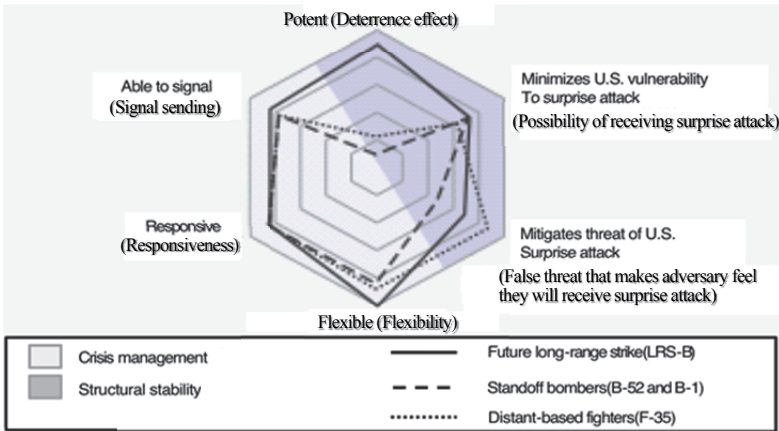 Potent (Deterrence effect)
Able to signal
(Signal sending)
Minimizes U.S. vulnerability
To surprise attack
(Possibility of receiving surprise attack)
Responsive
(Responsiveness)
Mitigates threat of U.S.
Surprise attack
(False threat that makes adversary feel
they will receive surprise attack)
Flexible (Flexibility)
Crisis management
Structural stability
Future long-range strike(LRS-B)
Standoff bombers(B-52 and B-1)
Distant-based fighters(F-35)